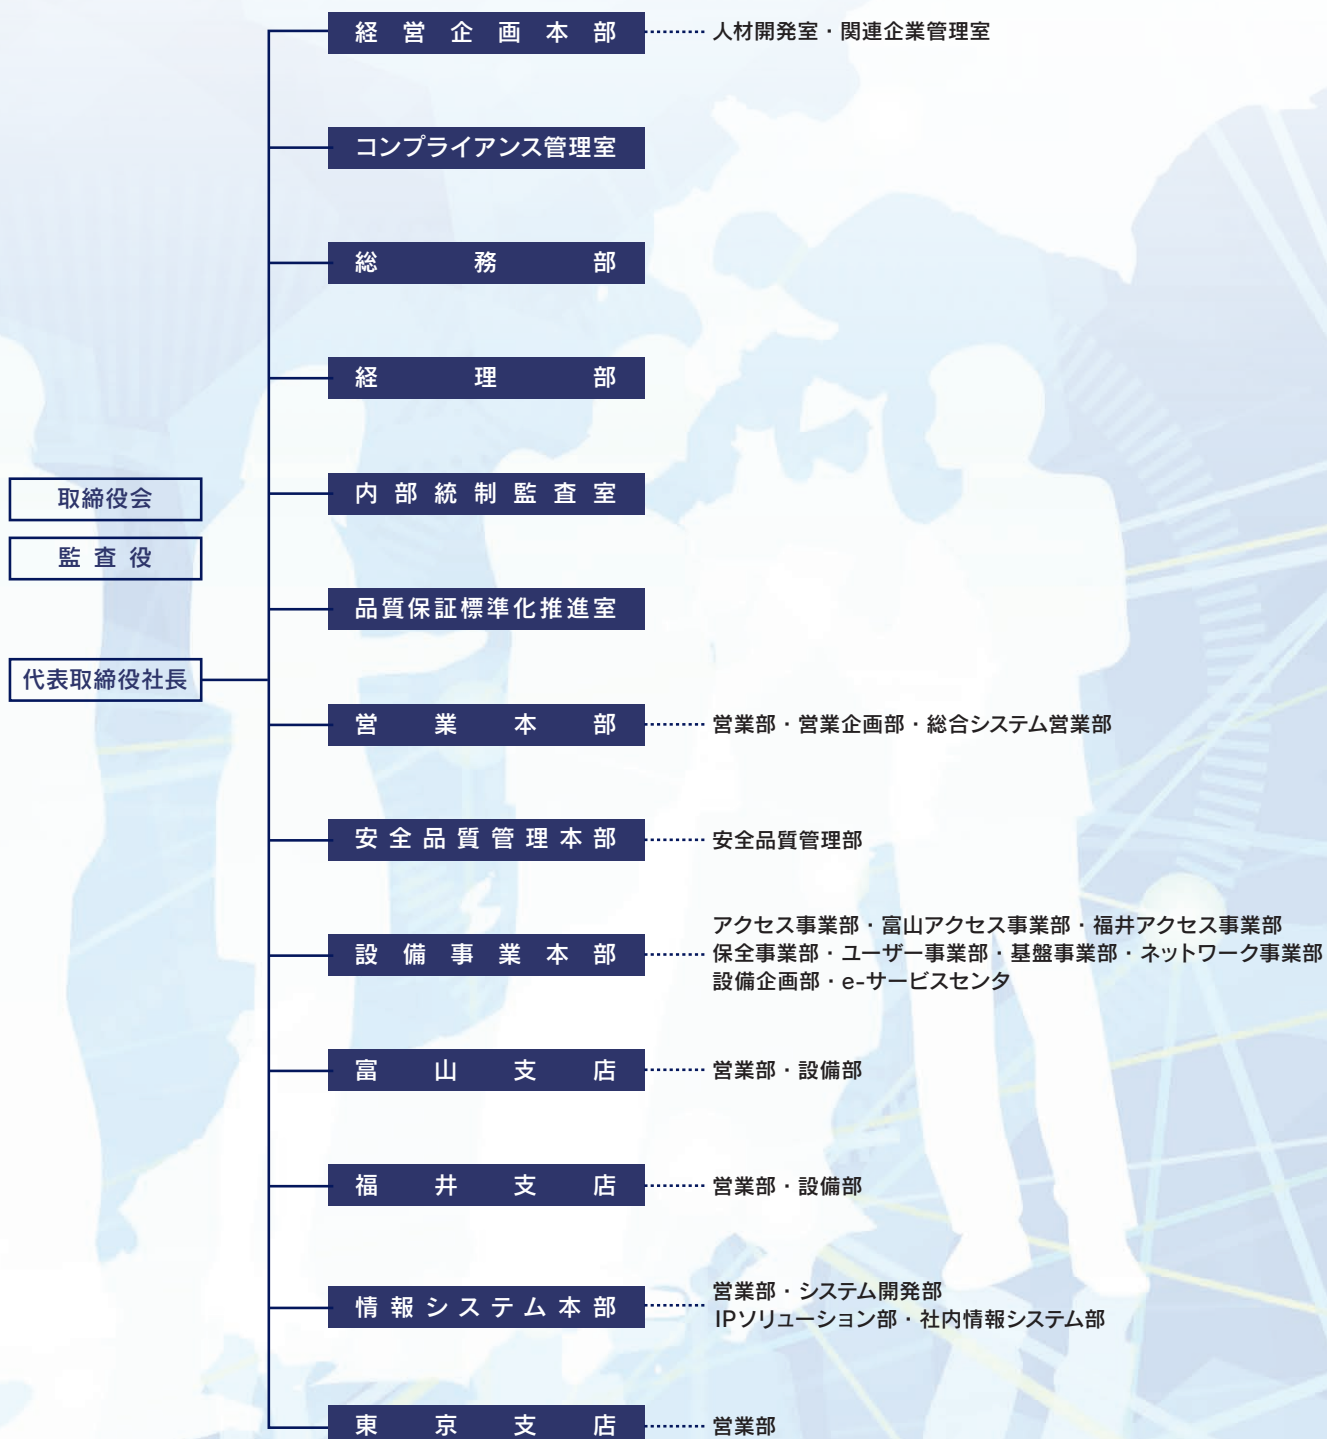 取締役会
監査役
代表取締役社長
経営企画本部 人材開発室・関連企業管理室
コンプライアンス管理室
総務部
経理部
内部統制監査室
品質保証標準化推進室
営業本部 営業部・営業企画部・総合システム営業部
安全品質管理本部 安全品質管理部
設備事業本部
アクセス事業部・富山アクセス事業部・福井アクセス事業部
保全事業部・ユーザー事業部・基盤事業部・ネットワーク事業部
設備企画部・e-サービスセンタ
富山支店 営業部・設備部
福井支店 営業部・設備部
情報システム本部
営業部・システム開発部
IPソリューション部・社内情報システム部
東京支店 営業部